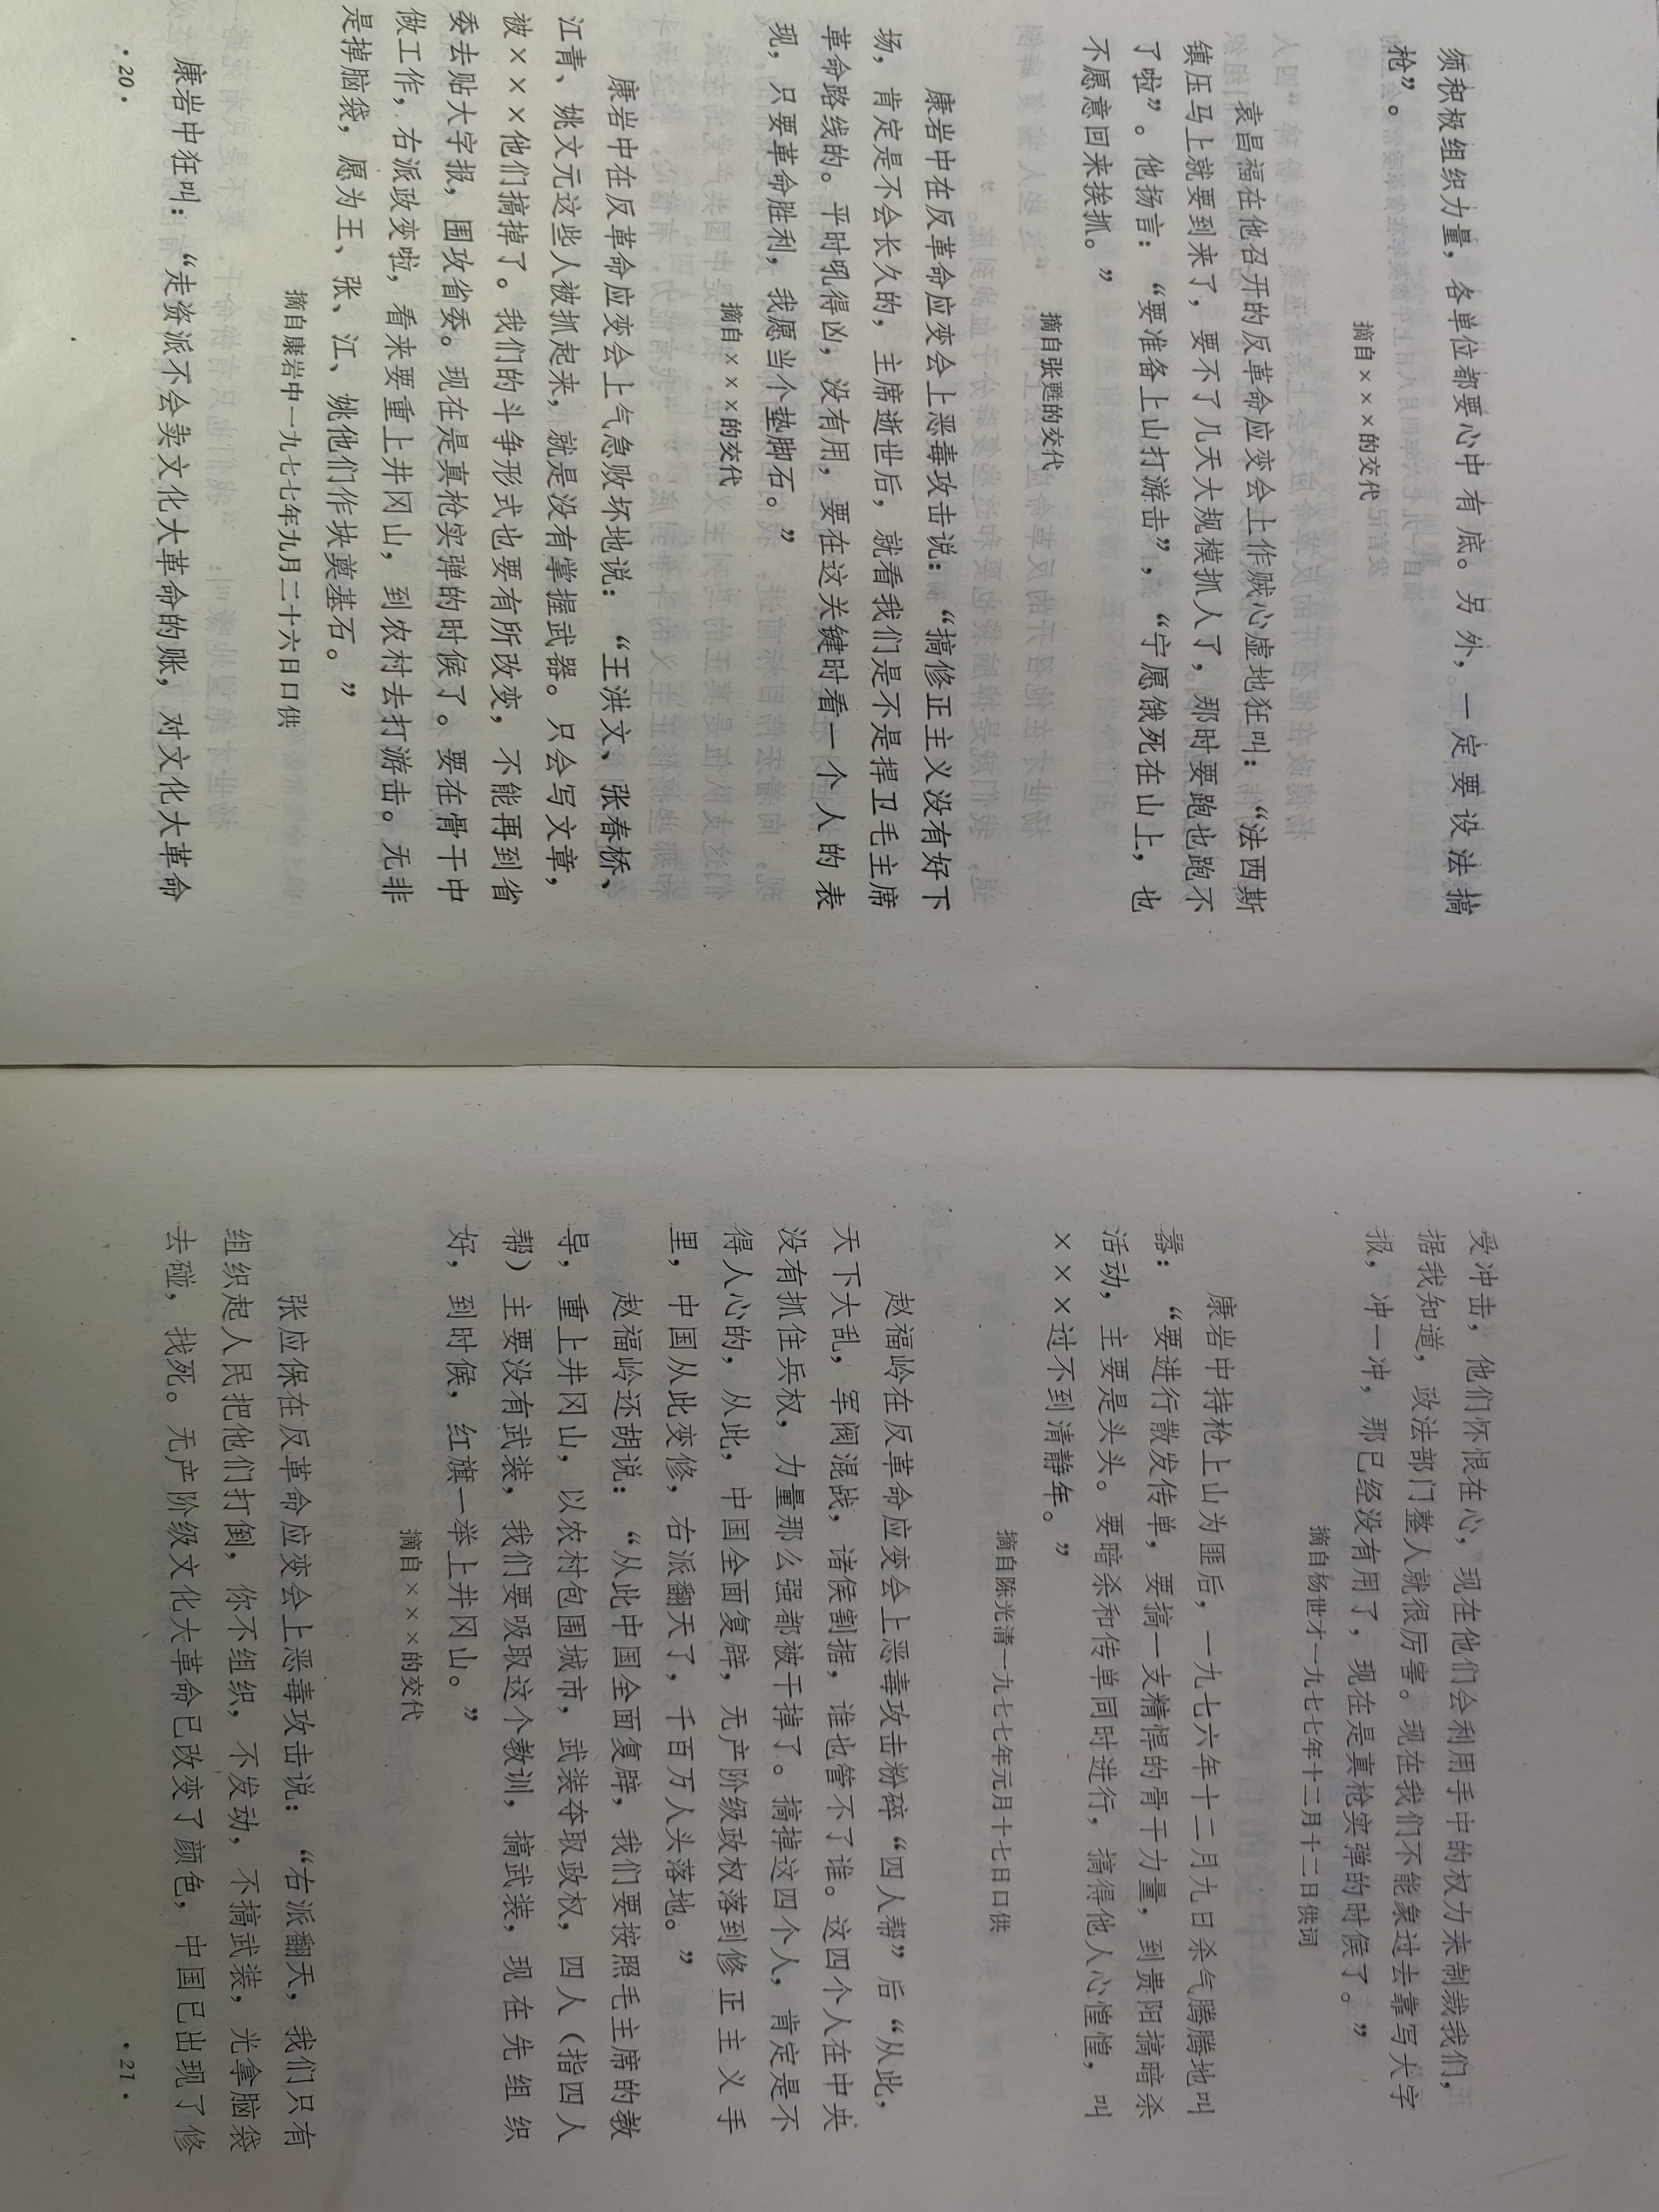 须积极组织力量，各单位都要心中有底。另外，一定要设法搞
枪”。
摘自×××的交代
袁昌福在他召开的反革命应变会上作贼心虚地狂叫：“法西斯
镇压马上就要到来了，要不了几天大规模抓人了，那时要跑也跑不
了啦”。他扬言：“要准备上山打游击”，“宁愿饿死在山上，也
不愿意回来挨抓。”
摘自张甦的交代
康岩中在反革命应变会上恶毒攻击说：“搞修正主义没有好下
场，肯定是不会长久的，主席逝世后，就看我们是不是捍卫毛主席
革命路线的。平时吼得凶，没有用，要在这关键时看一个人的表
现，只要革命胜利，我愿当个垫脚石。”
摘自×××的交代
康岩中在反革命应变会上气急败坏地说：“王洪文、张春桥、
江青、姚文元这些人被抓起来，就是没有掌握武器。只会写文章，
被×××他们搞掉了。我们的斗争形式也要有所改变，不能再到省
委去贴大字报，围攻省委。现在是真枪实弹的时候了。要在骨干中
做工作，右派政变啦，看来要重上井冈山，到农村去打游击。无非
是掉脑袋，愿为王、张、江、姚他们作块奠基石。”
摘自康岩中一九七七年九月二十六日口供
康岩中狂叫：“走资派不会卖文化大革命的账，对文化大革命
·20·
受冲击，他们怀恨在心，现在他们会利用手中的权力来制裁我们，
据我知道，政法部门整人就很厉害。现在我们不能象过去靠写大字
报，冲一冲，那已经没有用了，现在是真枪实弹的时候了。”
摘自杨世才一九七七年十二月十二日供词
康岩中持枪上山为匪后，一九七六年十二月九日杀气腾腾地叫
嚣：“要进行散发传单，要搞一支精悍的骨干力量，到贵阳搞暗杀
活动，主要是头头。要暗杀和传单同时进行，搞得他人心惶惶，叫
×××过不到清静年。”
摘自陈光清一九七七年元月十七日口供
赵福岭在反革命应变会上恶毒攻击粉碎“四人帮”后“从此，
天下大乱，军阀混战，诸侯割据，谁也管不了谁。这四个人在中央
没有抓住兵权，力量那么强都被干掉了。搞掉这四个人，肯定是不
得人心的，从此，中国全面复辟，无产阶级政权落到修正主义手
里，中国从此变修，右派翻天了，千百万人头落地。”
赵福岭还胡说：“从此中国全面复辟，我们要按照毛主席的教
导，重上井冈山，以农村包围城市，武装夺取政权，四人（指四人
帮）主要没有武装，我们要吸取这个教训，搞武装，现在先组织
好，到时候，红旗一举上井冈山。”
摘自×××的交代
张应保在反革命应变会上恶毒攻击说：“右派翻天，我们只有
组织起人民把他们打倒，你不组织，不发动，不搞武装，光拿脑袋
去碰，找死。无产阶级文化大革命已改变了颜色，中国已出现了修
·21·